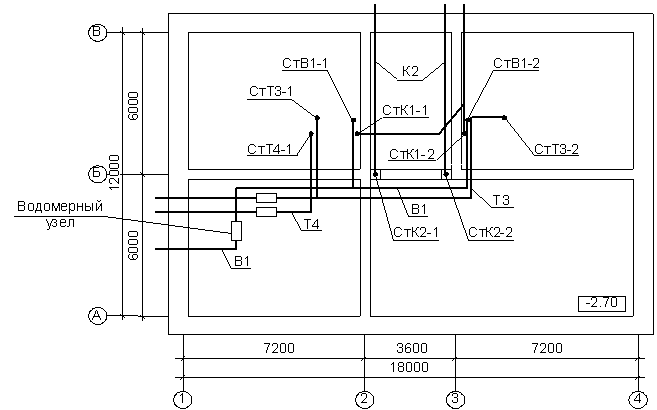 В
СтВ1-1
К2
СтВ1-2
СтТ3-1
СтК1-1
6000
СтТ4-1
СтК1-2
СтТ3-2
Б
12000
Водомерный
узел
В1
Т3
Т4
СтК2-1
СтК2-2
6000
В1
-2.70
А
7200
3600
7200
18000
1
2
3
4